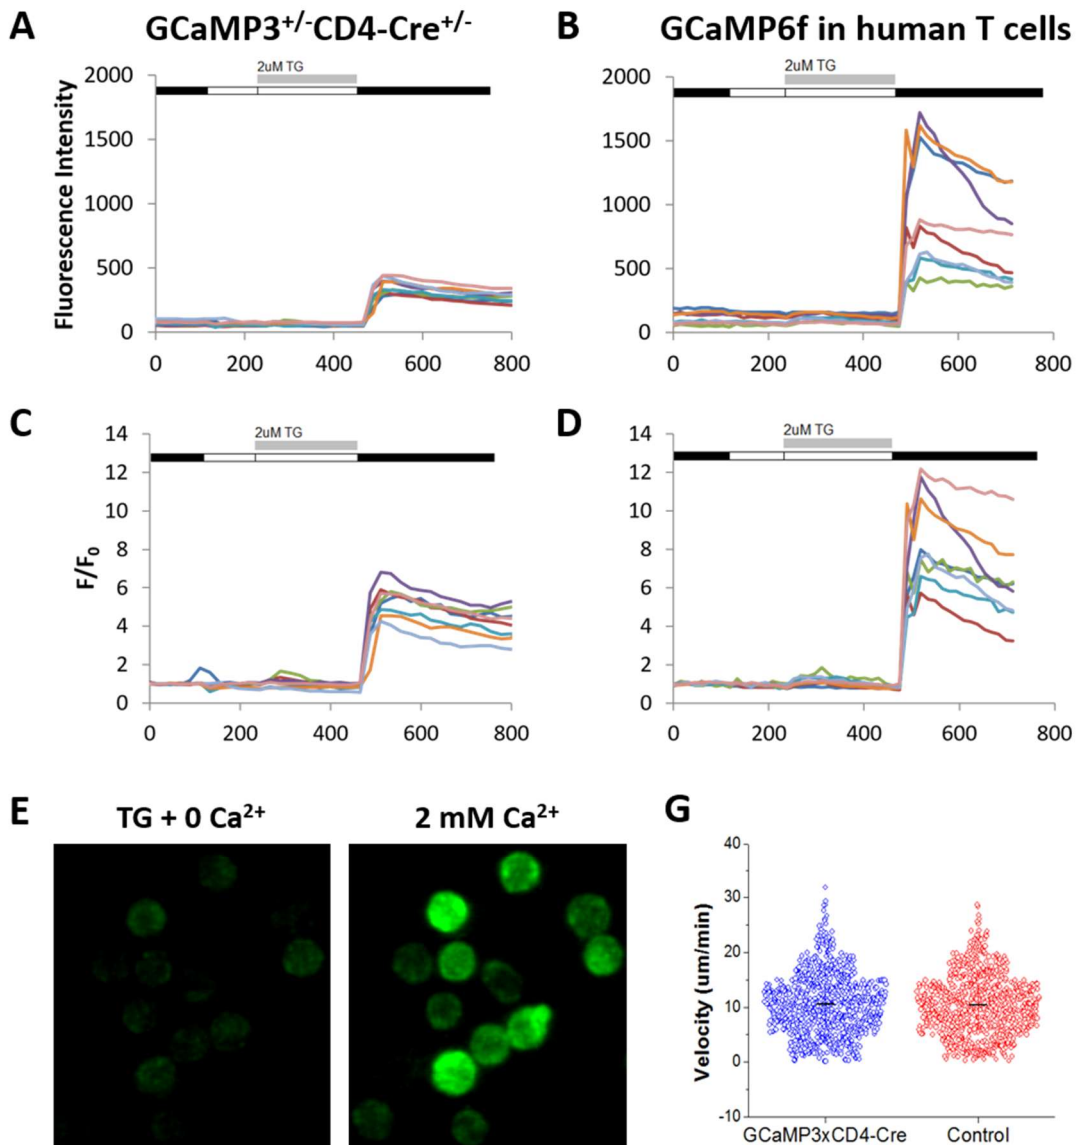 A GCaMP3+/-CD4-Cre+/-
B GCaMP6f in human T cells
2uM TG
2000
1500
1000
500
0
Fluorescence Intensity
0 200 400 600 800
2uM TG
2000
1500
1000
500
0
0 200 400 600 800
C
2uM TG
14
12
10
8
6
4
2
0
F/F0
0 200 400 600 800
D
2uM TG
14
12
10
8
6
4
2
0
0 200 400 600 800
E TG + 0 Ca2+ 2 mM Ca2+
G
40
30
20
10
0
-10
Velocity (um/min)
GCaMP3xCD4-Cre Control